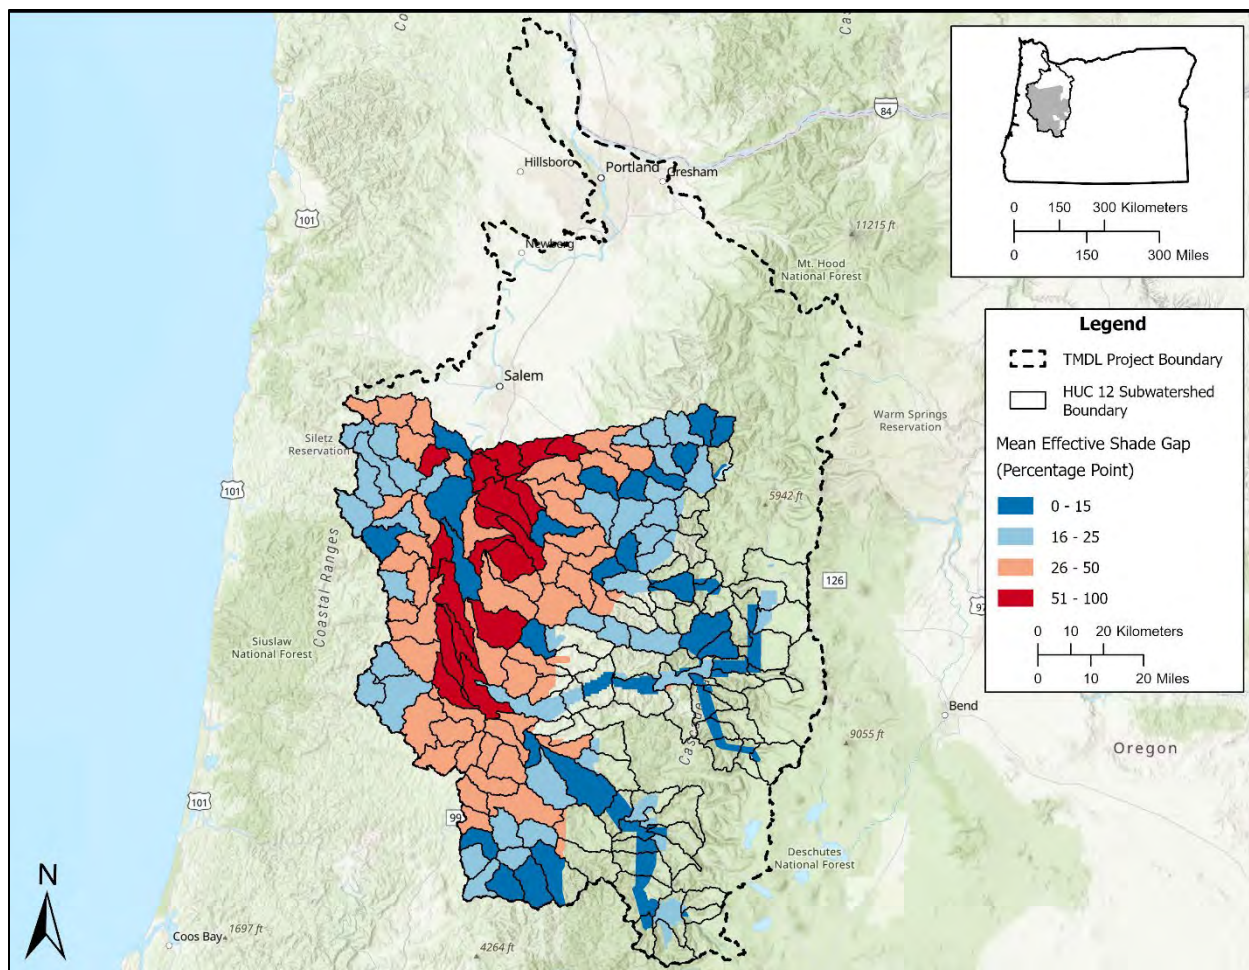 Co
Cas
84
Hillsboro
Portland
Gresham
101
Newberg
11215 ft
Mt. Hood
National Forest
0 150 300 Kilometers
0 150 300 Miles
Legend
TMDL Project Boundary
HUC 12 Subwatershed
Boundary
Mean Effective Shade Gap
(Percentage Point)
0 - 15
16 - 25
26 - 50
51 - 100
0 10 20 Kilometers
0 10 20 Miles
Salem
Siletz
Reservation
Warm Springs
Reservation
101
5942 ft
Coastal Ranges
126
97
Siuslaw
National Forest
Bend
Cascade
9055 ft
Oregon
101
99
Deschutes
National Forest
N
1697 ft
Coos Bay
4264 ft